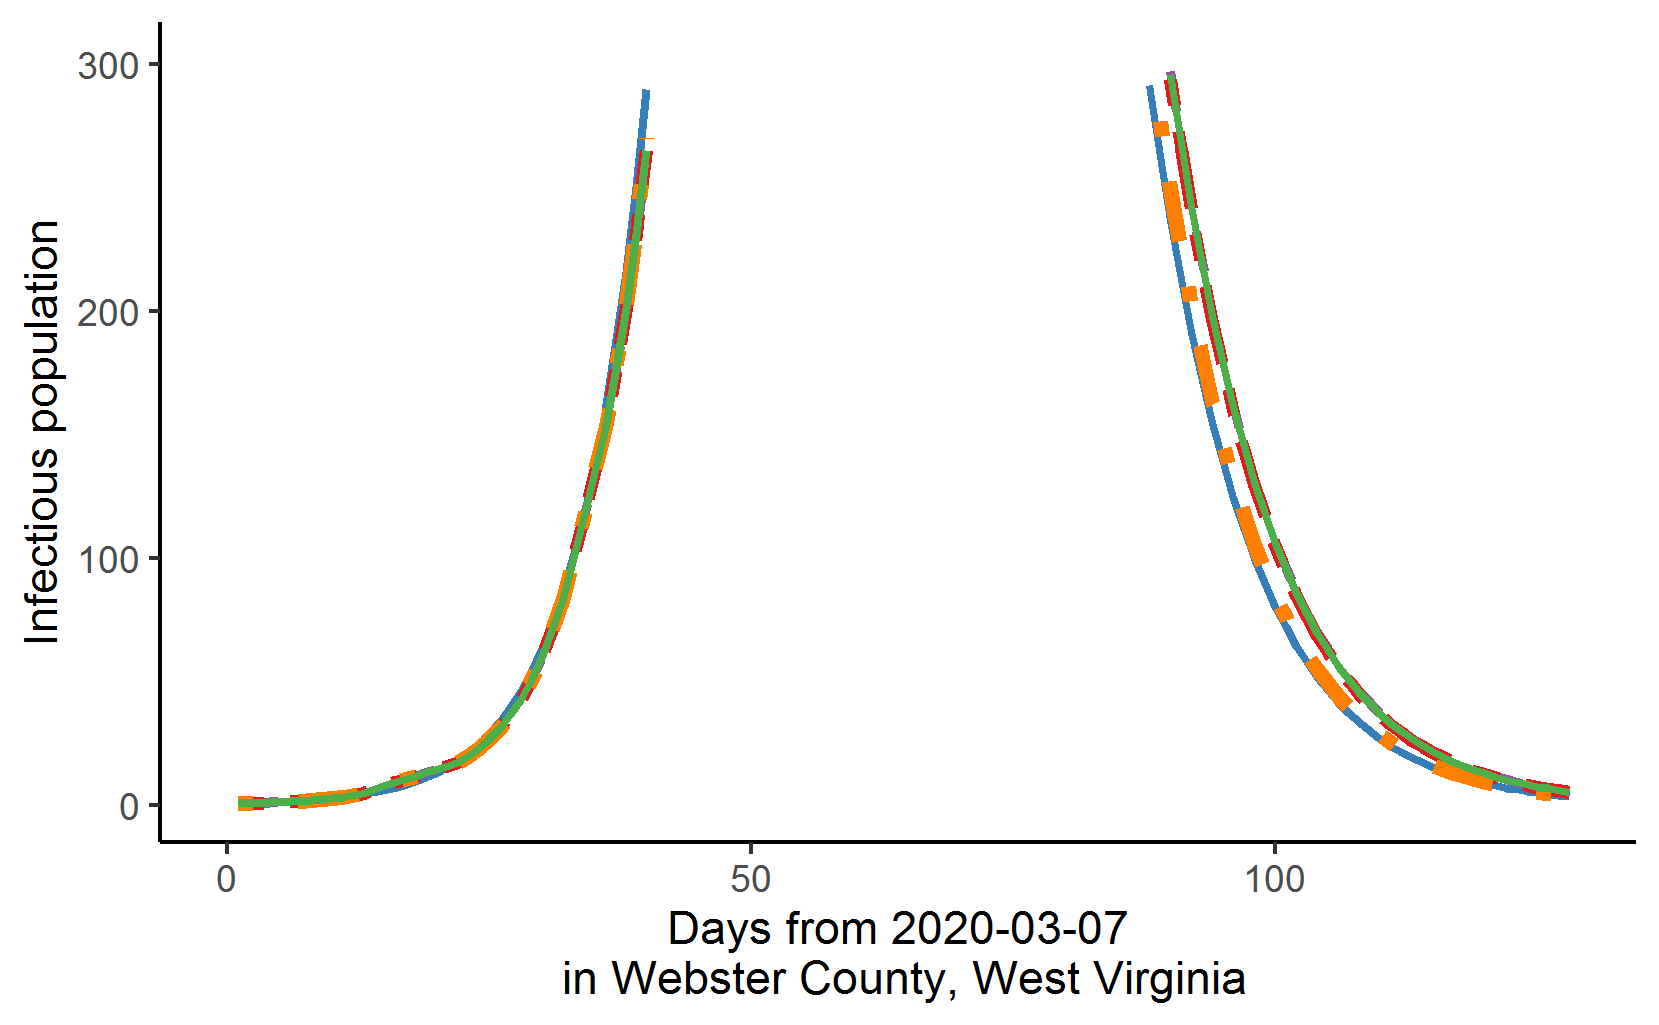 300
200
100
0
Infectious population
0 50 100
Days from 2020-03-07
in Webster County, West Virginia